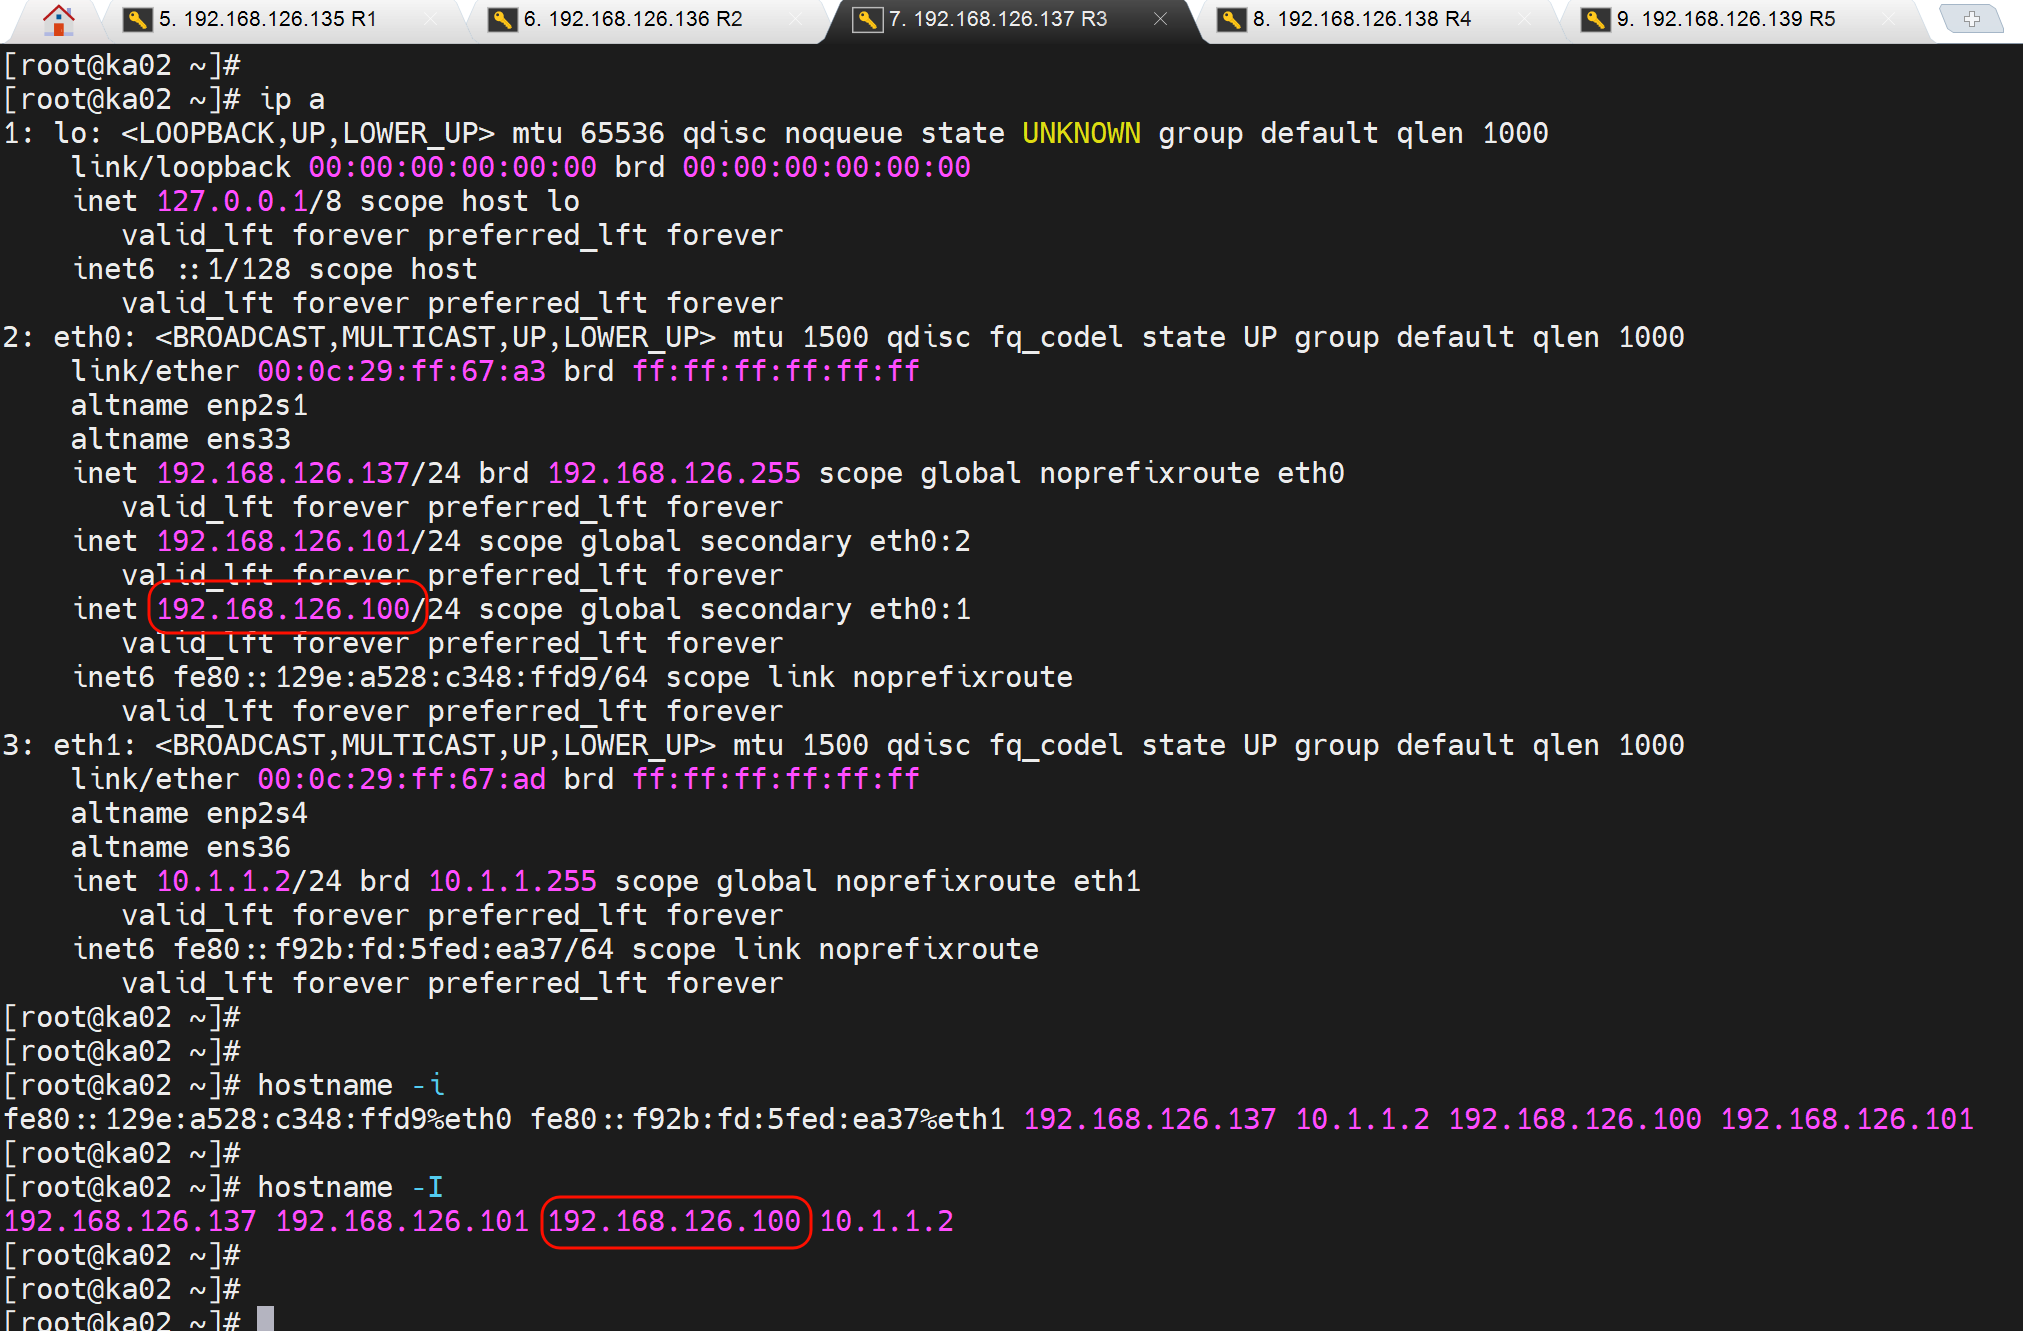 5. 192.168.126.135 R1 6. 192.168.126.136 R2 7. 192.168.126.137 R3 8. 192.168.126.138 R4 9. 192.168.126.139 R5
[root@ka02 ~]#
[root@ka02 ~]# ip a
1: lo: <LOOPBACK,UP,LOWER_UP> mtu 65536 qdisc noqueue state UNKNOWN group default qlen 1000
    link/loopback 00:00:00:00:00:00 brd 00:00:00:00:00:00
    inet 127.0.0.1/8 scope host lo
       valid_lft forever preferred_lft forever
    inet6 ::1/128 scope host
       valid_lft forever preferred_lft forever
2: eth0: <BROADCAST,MULTICAST,UP,LOWER_UP> mtu 1500 qdisc fq_codel state UP group default qlen 1000
    link/ether 00:0c:29:ff:67:a3 brd ff:ff:ff:ff:ff:ff
    altname enp2s1
    altname ens33
    inet 192.168.126.137/24 brd 192.168.126.255 scope global noprefixroute eth0
       valid_lft forever preferred_lft forever
    inet 192.168.126.101/24 scope global secondary eth0:2
       valid_lft forever preferred_lft forever
    inet 192.168.126.100/24 scope global secondary eth0:1
       valid_lft forever preferred_lft forever
    inet6 fe80::129e:a528:c348:ffd9/64 scope link noprefixroute
       valid_lft forever preferred_lft forever
3: eth1: <BROADCAST,MULTICAST,UP,LOWER_UP> mtu 1500 qdisc fq_codel state UP group default qlen 1000
    link/ether 00:0c:29:ff:67:ad brd ff:ff:ff:ff:ff:ff
    altname enp2s4
    altname ens36
    inet 10.1.1.2/24 brd 10.1.1.255 scope global noprefixroute eth1
       valid_lft forever preferred_lft forever
    inet6 fe80::f92b:fd:5fed:ea37/64 scope link noprefixroute
       valid_lft forever preferred_lft forever
[root@ka02 ~]#
[root@ka02 ~]#
[root@ka02 ~]# hostname -i
fe80::129e:a528:c348:ffd9%eth0 fe80::f92b:fd:5fed:ea37%eth1 192.168.126.137 10.1.1.2 192.168.126.100 192.168.126.101
[root@ka02 ~]#
[root@ka02 ~]# hostname -I
192.168.126.137 192.168.126.101 192.168.126.100 10.1.1.2
[root@ka02 ~]#
[root@ka02 ~]#
[root@ka02 ~]#